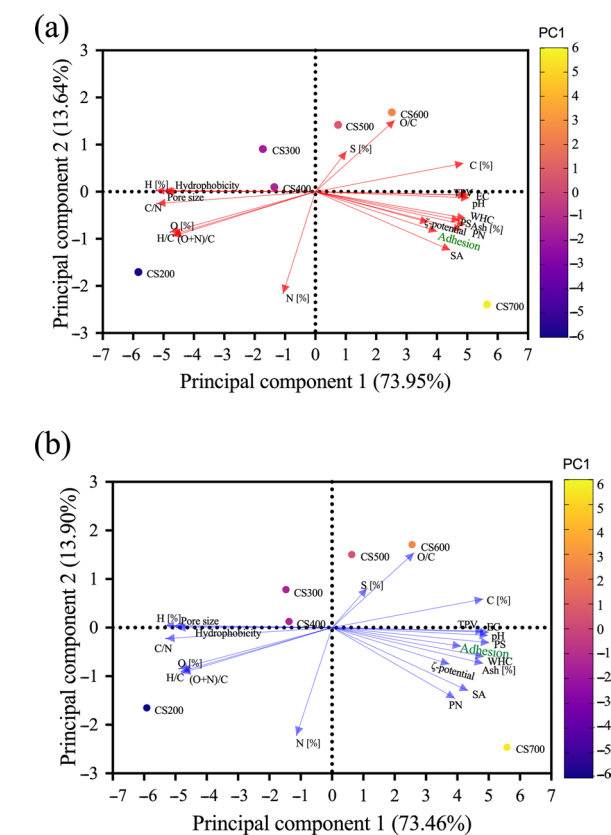 (a)
PC1
Principal component 2 (13.64%)
3
2
1
0
−1
−2
−3
CS600
O/C
CS500
S [%]
CS300
C [%]
H [%]
Hydrophobicity
CS400
TPV
EC
Pore size
pH
C/N
WHC
O [%]
PS
Ash [%]
ζ-potential
PN
H/C
(O+N)/C
Adhesion
SA
CS200
N [%]
CS700
−7 −6 −5 −4 −3 −2 −1 0 1 2 3 4 5 6 7
Principal component 1 (73.95%)
6
5
4
3
2
1
0
−1
−2
−3
−4
−5
−6
(b)
PC1
Principal component 2 (13.90%)
3
2
1
0
−1
−2
−3
CS600
CS500
O/C
S [%]
CS300
C [%]
H [%]
Pore size
CS400
TPV
EC
Hydrophobicity
pH
C/N
PS
Adhesion
O [%]
WHC
ζ-potential
Ash [%]
H/C
(O+N)/C
SA
PN
CS200
N [%]
CS700
−7 −6 −5 −4 −3 −2 −1 0 1 2 3 4 5 6 7
Principal component 1 (73.46%)
6
5
4
3
2
1
0
−1
−2
−3
−4
−5
−6